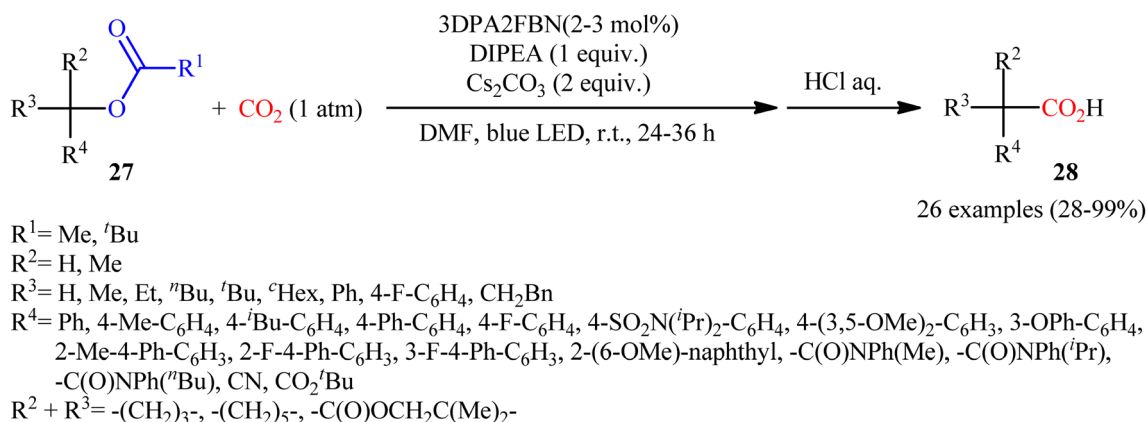 3DPA2FBN(2-3 mol%)
DIPEA (1 equiv.)
Cs₂CO₃ (2 equiv.)
DMF, blue LED, r.t., 24-36 h
O
R²
R¹
R³
O
R⁴
27
+ CO₂ (1 atm)
HCl aq.
R²
R³
CO₂H
R⁴
28
26 examples (28-99%)
R¹= Me, ᵗBu
R²= H, Me
R³= H, Me, Et, ⁿBu, ᵗBu, ᶜHex, Ph, 4-F-C₆H₄, CH₂Bn
R⁴= Ph, 4-Me-C₆H₄, 4-ⁱBu-C₆H₄, 4-Ph-C₆H₄, 4-F-C₆H₄, 4-SO₂N(ⁱPr)₂-C₆H₄, 4-(3,5-OMe)₂-C₆H₃, 3-OPh-C₆H₄,
2-Me-4-Ph-C₆H₃, 2-F-4-Ph-C₆H₃, 3-F-4-Ph-C₆H₃, 2-(6-OMe)-naphthyl, -C(O)NPh(Me), -C(O)NPh(ⁱPr),
-C(O)NPh(ⁿBu), CN, CO₂ᵗBu
R² + R³= -(CH₂)₃-, -(CH₂)₅-, -C(O)OCH₂C(Me)₂-